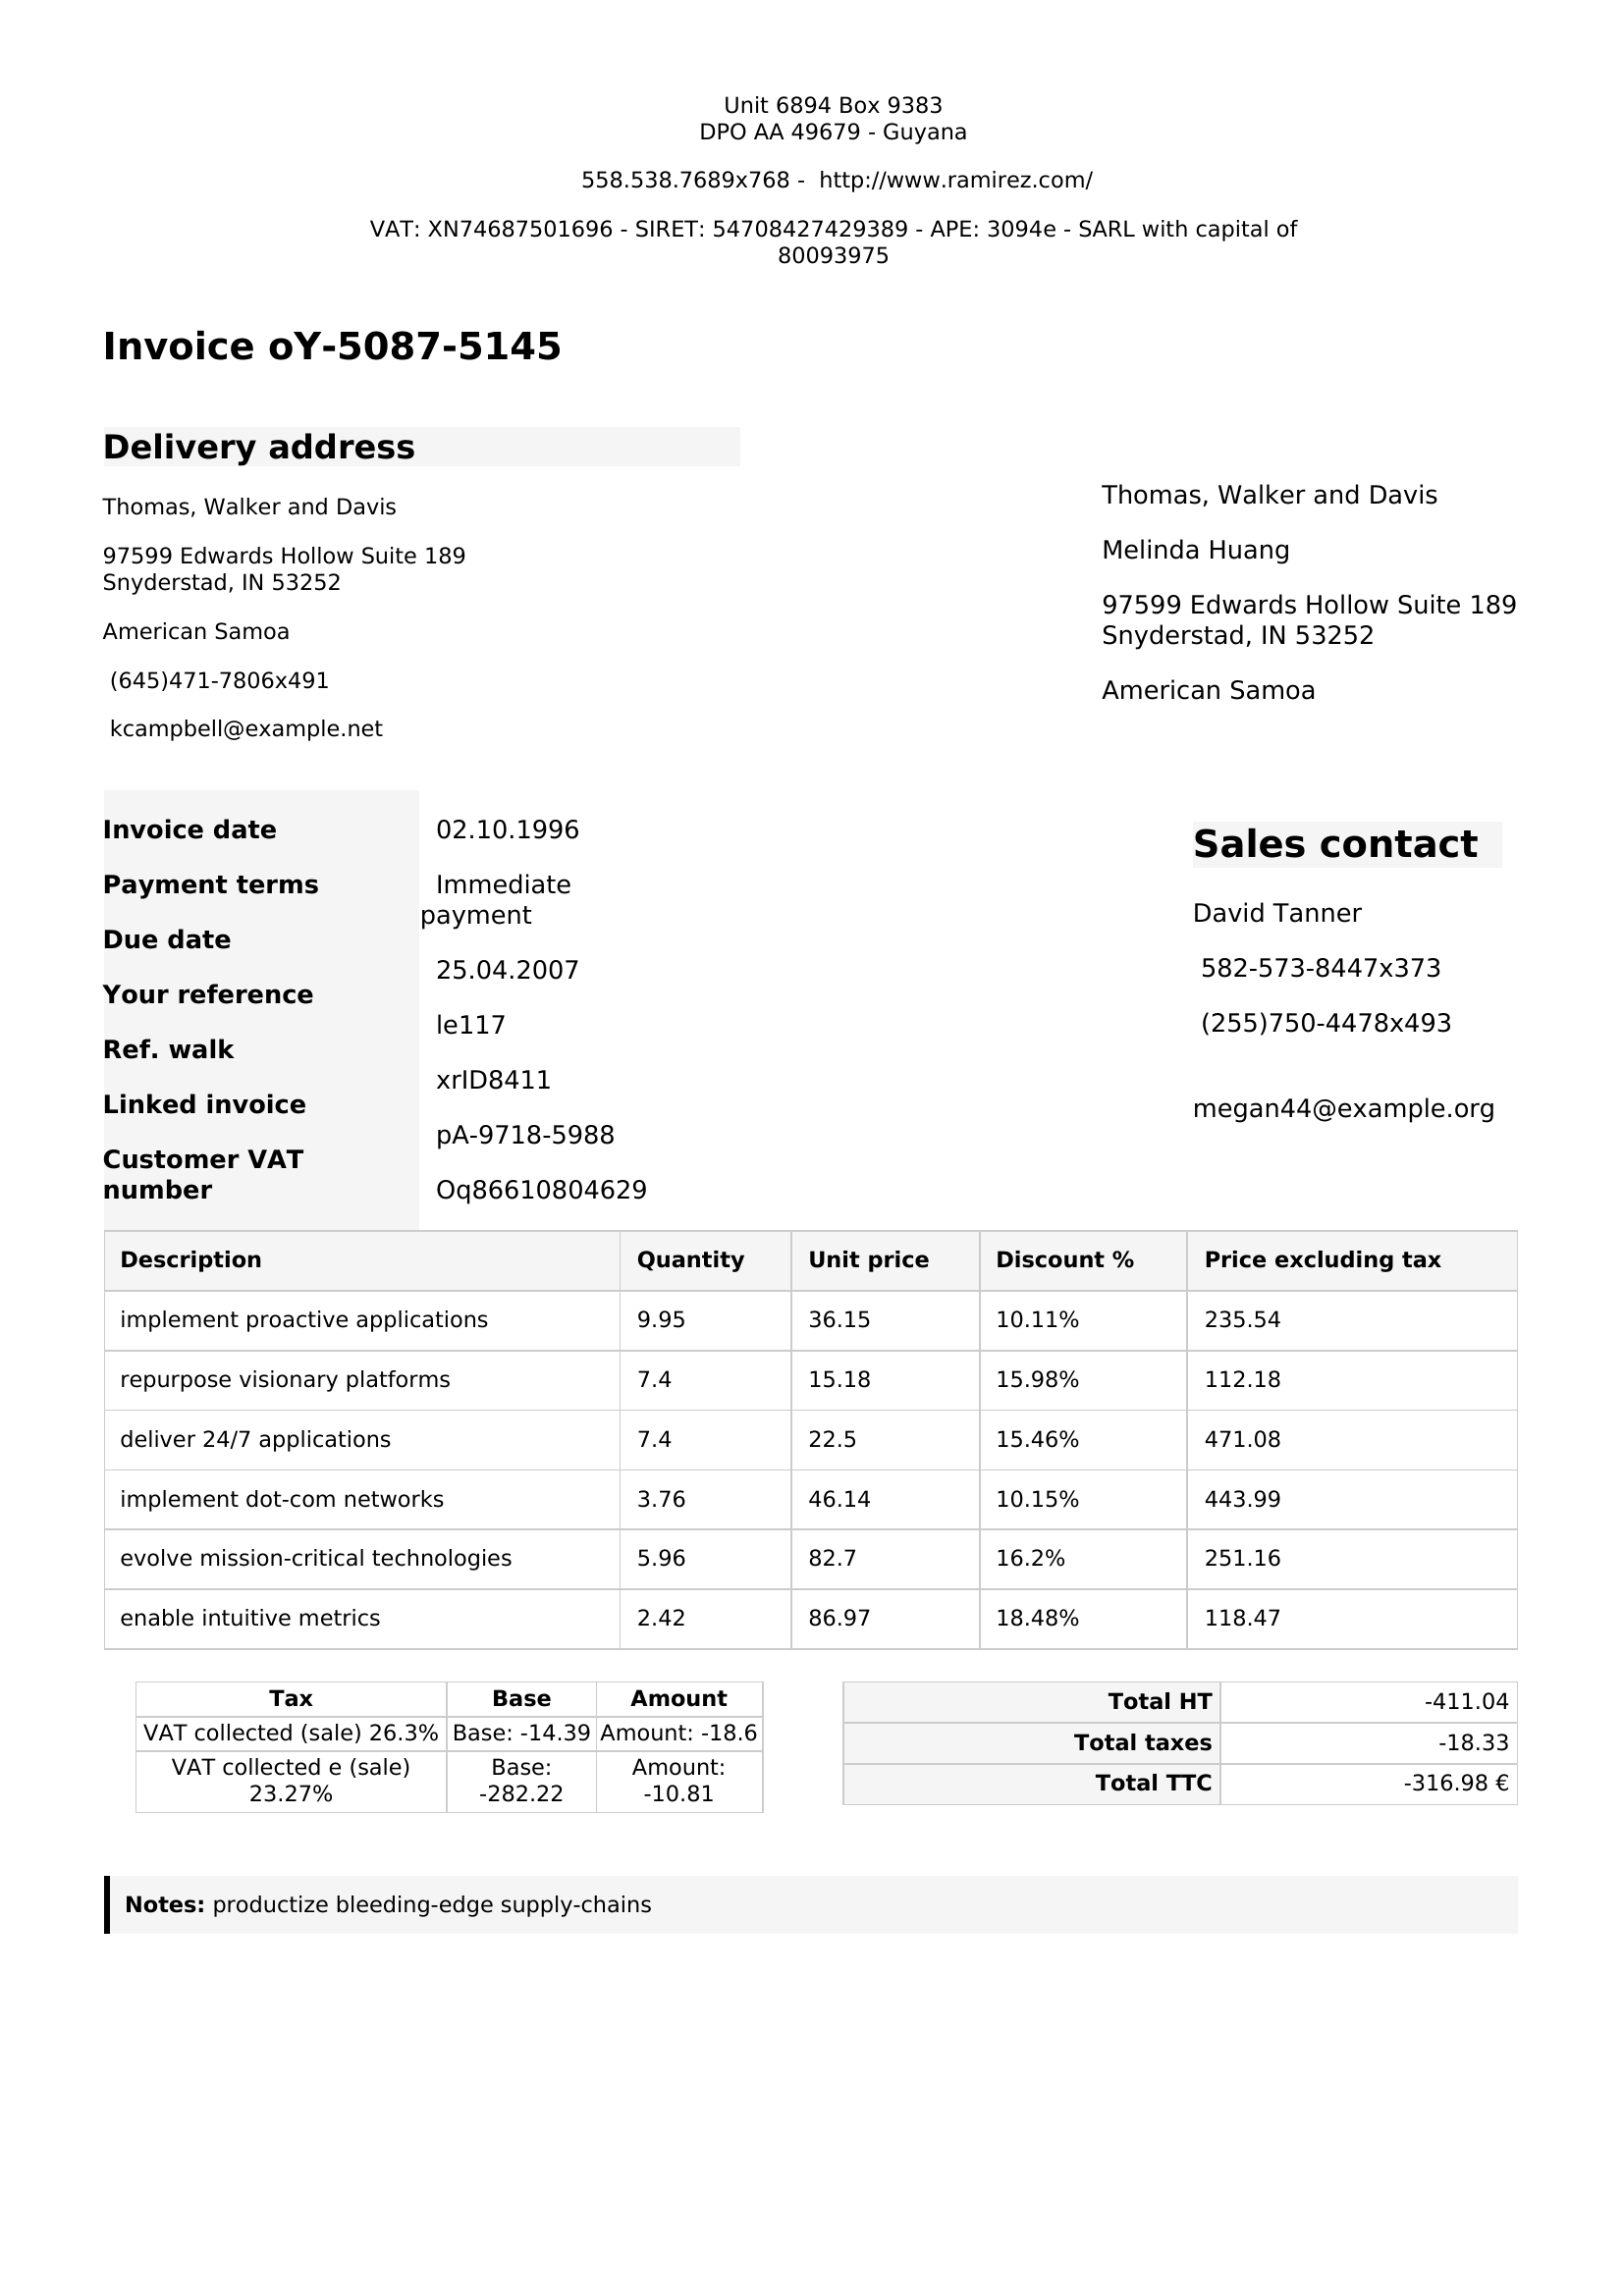 Unit 6894 Box 9383
DPO AA 49679 - Guyana
558.538.7689x768 - http://www.ramirez.com/
VAT: XN74687501696 - SIRET: 54708427429389 - APE: 3094e - SARL with capital of
80093975
Invoice oY-5087-5145
Delivery address
Thomas, Walker and Davis
97599 Edwards Hollow Suite 189
Snyderstad, IN 53252
American Samoa
(645)471-7806x491
kcampbell@example.net
Thomas, Walker and Davis
Melinda Huang
97599 Edwards Hollow Suite 189
Snyderstad, IN 53252
American Samoa
Invoice date
Payment terms
Due date
Your reference
Ref. walk
Linked invoice
Customer VAT
number
02.10.1996
Immediate
payment
25.04.2007
le117
xrID8411
pA-9718-5988
Oq86610804629
Sales contact
David Tanner
582-573-8447x373
(255)750-4478x493
megan44@example.org
Description Quantity Unit price Discount % Price excluding tax
implement proactive applications 9.95 36.15 10.11% 235.54
repurpose visionary platforms 7.4 15.18 15.98% 112.18
deliver 24/7 applications 7.4 22.5 15.46% 471.08
implement dot-com networks 3.76 46.14 10.15% 443.99
evolve mission-critical technologies 5.96 82.7 16.2% 251.16
enable intuitive metrics 2.42 86.97 18.48% 118.47
Tax Base Amount
VAT collected (sale) 26.3% Base: -14.39 Amount: -18.6
VAT collected e (sale) Base: Amount:
23.27% -282.22 -10.81
Total HT -411.04
Total taxes -18.33
Total TTC -316.98 €
Notes: productize bleeding-edge supply-chains